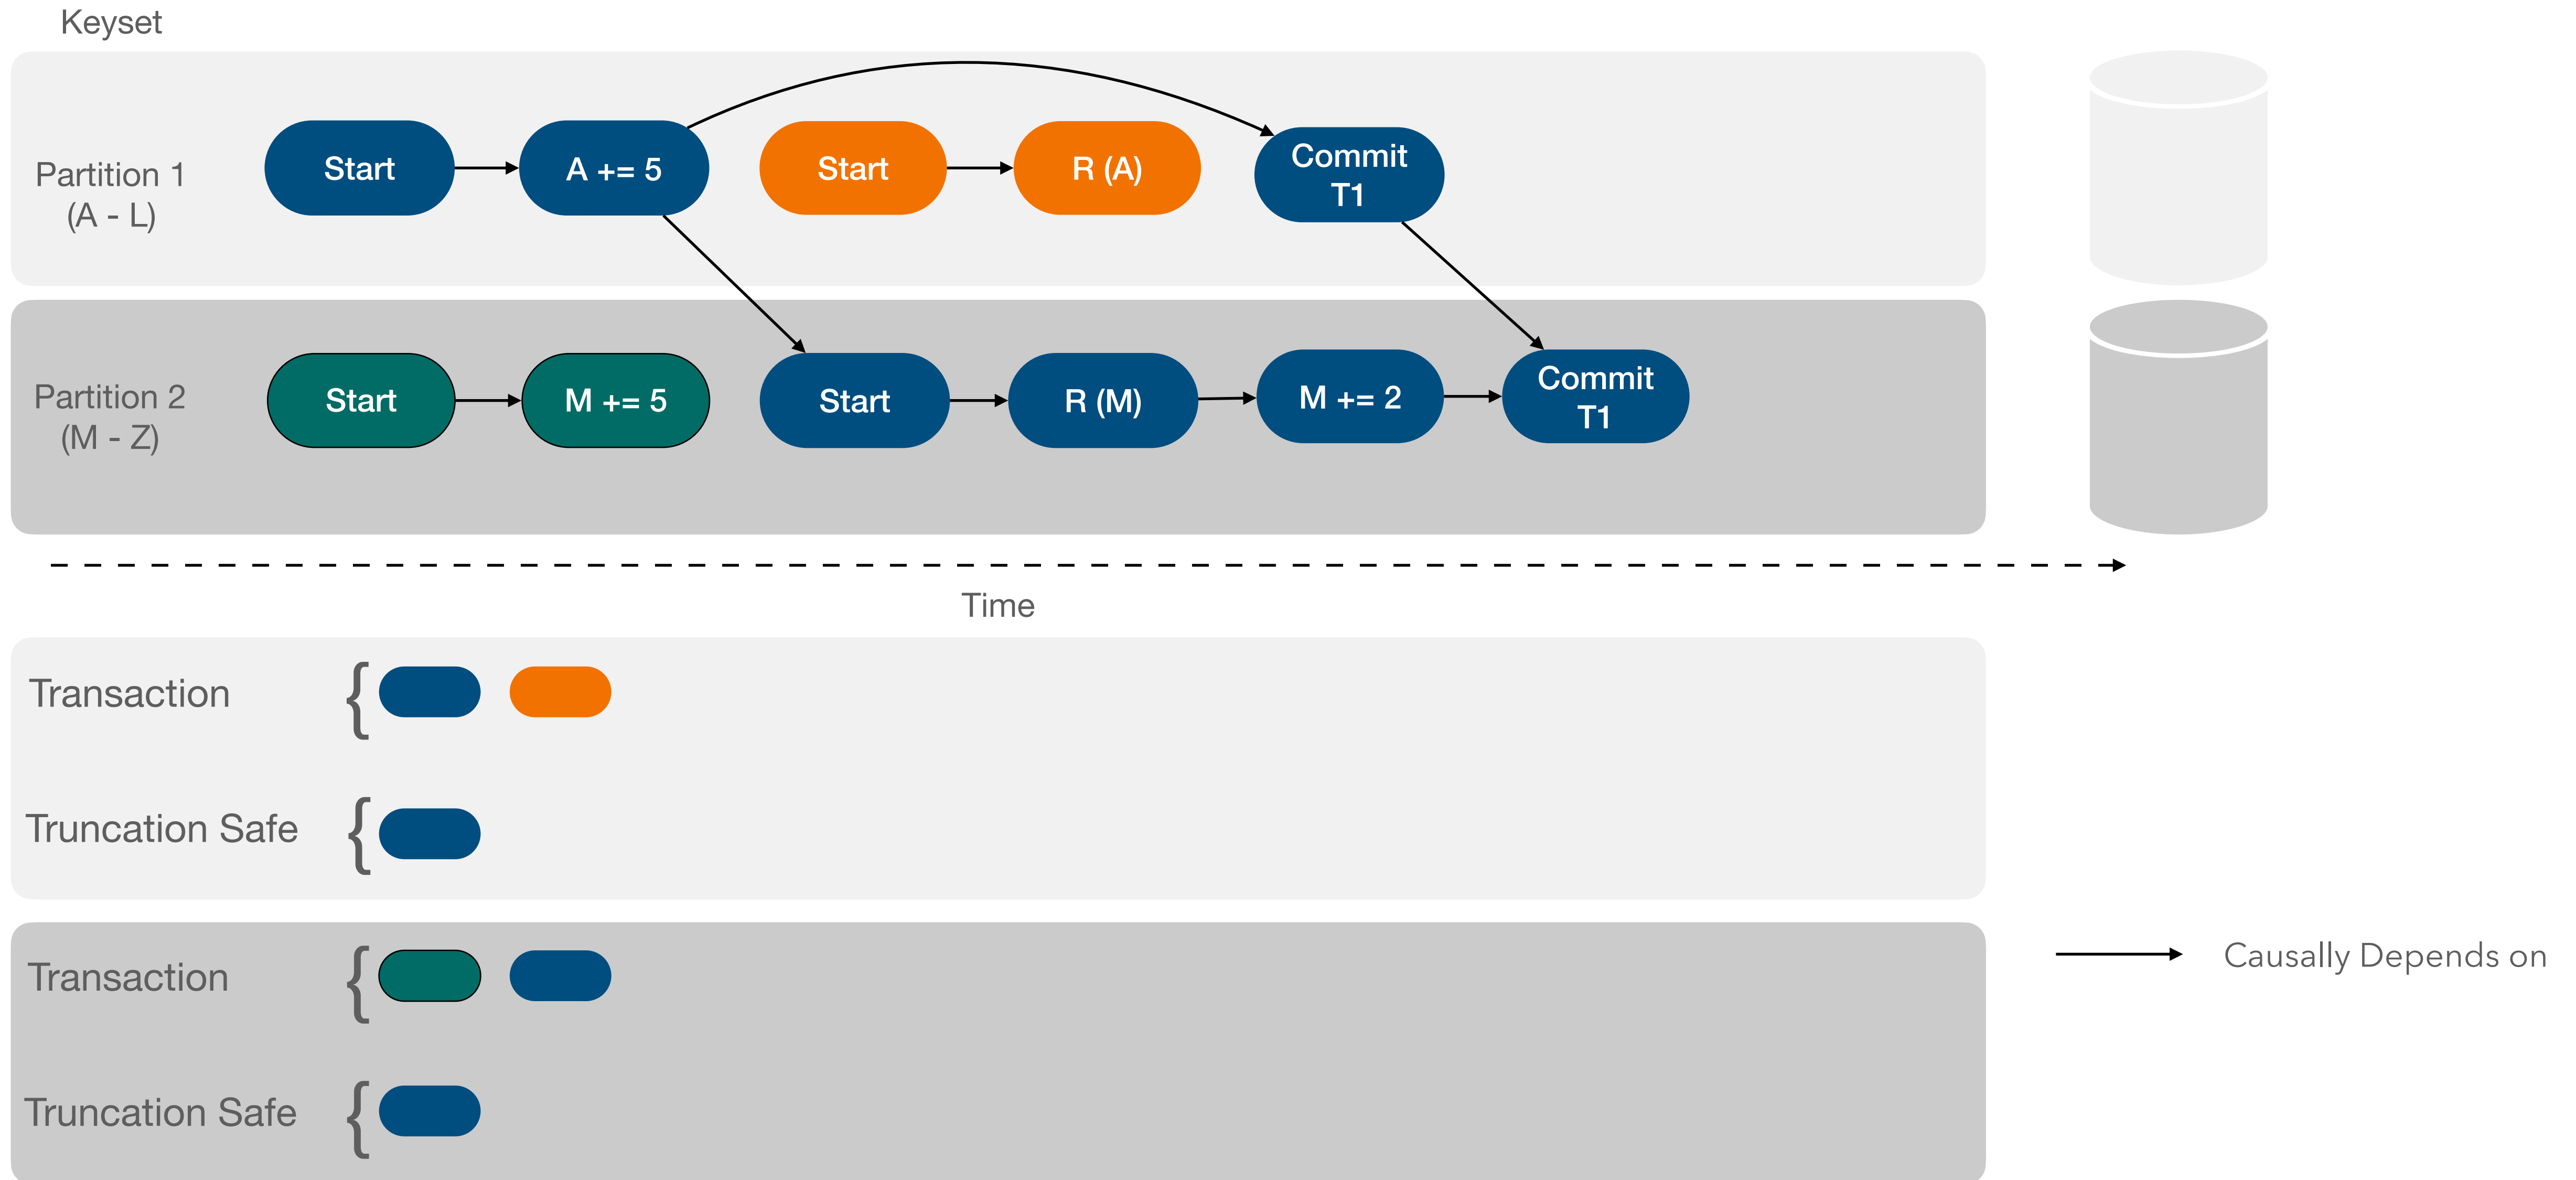 Keyset
Start
A += 5
Start
R (A)
Commit
T1
Partition 1
(A - L)
Partition 2
(M - Z)
Start
M += 5
Start
R (M)
M += 2
Commit
T1
Time
Transaction
{
Truncation Safe
{
Transaction
{
Causally Depends on
Truncation Safe
{